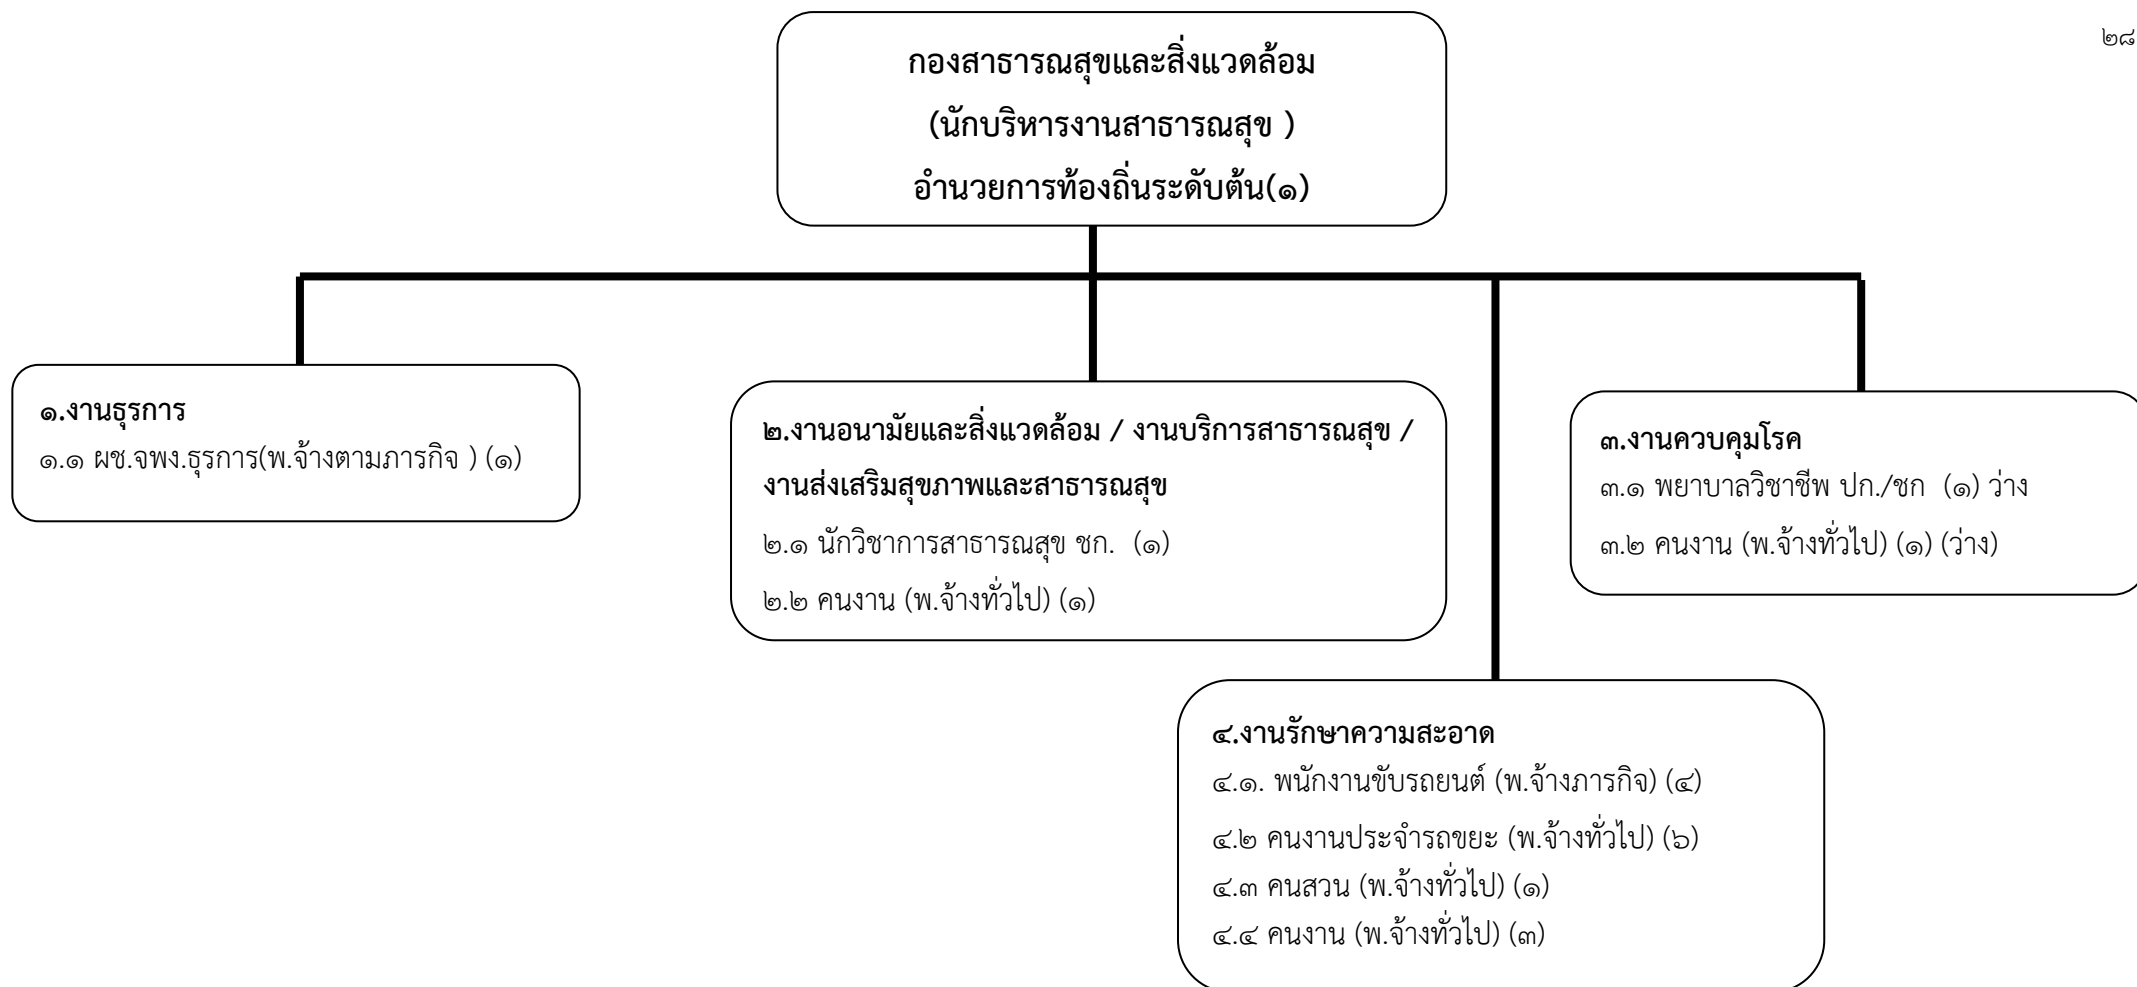 ๒๘
กองสาธารณสุขและสิ่งแวดล้อม
(นักบริหารงานสาธารณสุข )
อำนวยการท้องถิ่นระดับต้น(๑)
๑.งานธุรการ
๑.๑ ผช.จพง.ธุรการ(พ.จ้างตามภารกิจ ) (๑)
๒.งานอนามัยและสิ่งแวดล้อม / งานบริการสาธารณสุข /
งานส่งเสริมสุขภาพและสาธารณสุข
๒.๑ นักวิชาการสาธารณสุข ชก. (๑)
๒.๒ คนงาน (พ.จ้างทั่วไป) (๑)
๓.งานควบคุมโรค
๓.๑ พยาบาลวิชาชีพ ปก./ชก (๑) ว่าง
๓.๒ คนงาน (พ.จ้างทั่วไป) (๑) (ว่าง)
๔.งานรักษาความสะอาด
๔.๑. พนักงานขับรถยนต์ (พ.จ้างภารกิจ) (๔)
๔.๒ คนงานประจำรถขยะ (พ.จ้างทั่วไป) (๖)
๔.๓ คนสวน (พ.จ้างทั่วไป) (๑)
๔.๔ คนงาน (พ.จ้างทั่วไป) (๓)